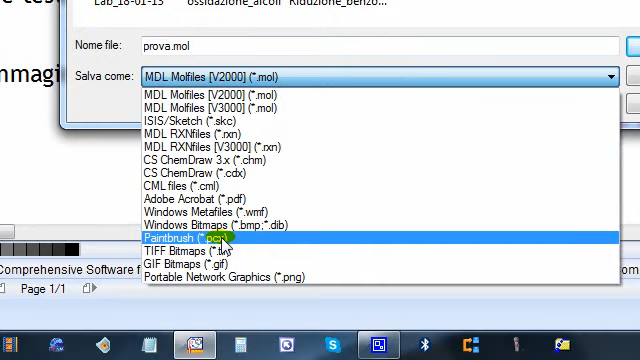 e test
Lab_18-01-13 ossidazione_alcoli Riduzione_benzo...
Nome file: prova.mol
mmagi
Salva come: MDL Molfiles [V2000] (*.mol)
MDL Molfiles [V2000] (*.mol)
MDL Molfiles [V3000] (*.mol)
ISIS/Sketch (*.skc)
MDL RXNfiles (*.rxn)
MDL RXNfiles [V3000] (*.rxn)
CS ChemDraw 3.x (*.chm)
CS ChemDraw (*.cdx)
CML files (*.cml)
Adobe Acrobat (*.pdf)
Windows Metafiles (*.wmf)
Windows Bitmaps (*.bmp;*.dib)
Paintbrush (*.pcx)
TIFF Bitmaps
GIF Bitmaps (*.gif)
Portable Network Graphics (*.png)
Comprehensive Software f
Page 1/1